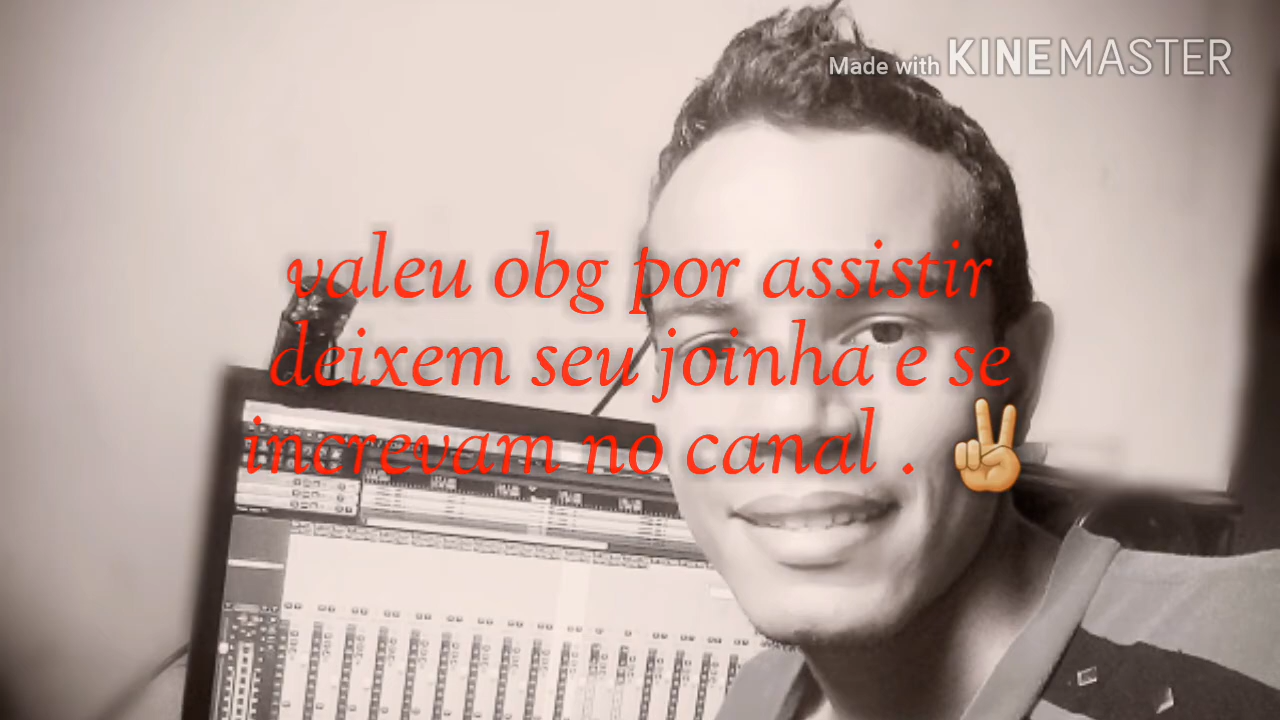 Made with KINEMASTER
valeu obg por assistir
deixem seu joinha e se
increvam no canal . ✌